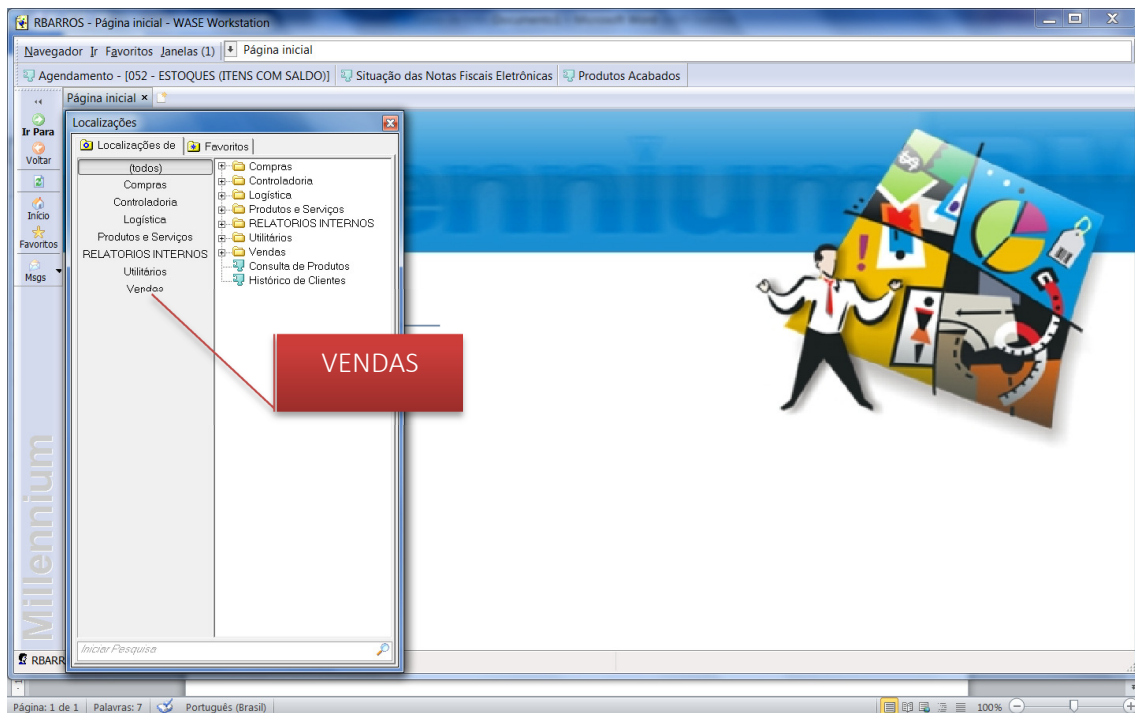 RBARROS - Página inicial - WASE Workstation
Navegador Ir Favoritos Janelas (1) Página inicial
Agendamento - [052 - ESTOQUES (ITENS COM SALDO)] Situação das Notas Fiscais Eletrônicas Produtos Acabados
Página inicial
Ir Para
Voltar
Início
Favoritos
Msgs
Millennium
Localizações
Localizações de Favoritos
(todos)
Compras
Controladoria
Logística
Produtos e Serviços
RELATORIOS INTERNOS
Utilitários
Vendas
Compras
Controladoria
Logística
Produtos e Serviços
RELATORIOS INTERNOS
Utilitários
Vendas
Consulta de Produtos
Histórico de Clientes
ennium
VENDAS
Iniciar Pesquisa
RBARR
Página: 1 de 1 Palavras: 7 Português (Brasil) 100%